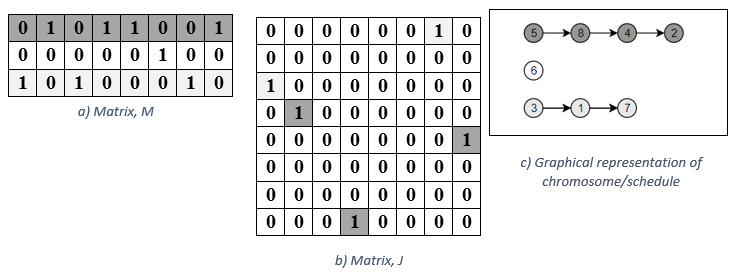 0 1 0 1 1 0 0 1
0 0 0 0 0 1 0 0
1 0 1 0 0 0 1 0
a) Matrix, M
0 0 0 0 0 0 1 0
0 0 0 0 0 0 0 0
1 0 0 0 0 0 0 0
0 1 0 0 0 0 0 0
0 0 0 0 0 0 0 1
0 0 0 0 0 0 0 0
0 0 0 0 0 0 0 0
0 0 0 1 0 0 0 0
b) Matrix, J
5 8 4 2
6
3 1 7
c) Graphical representation of
chromosome/schedule